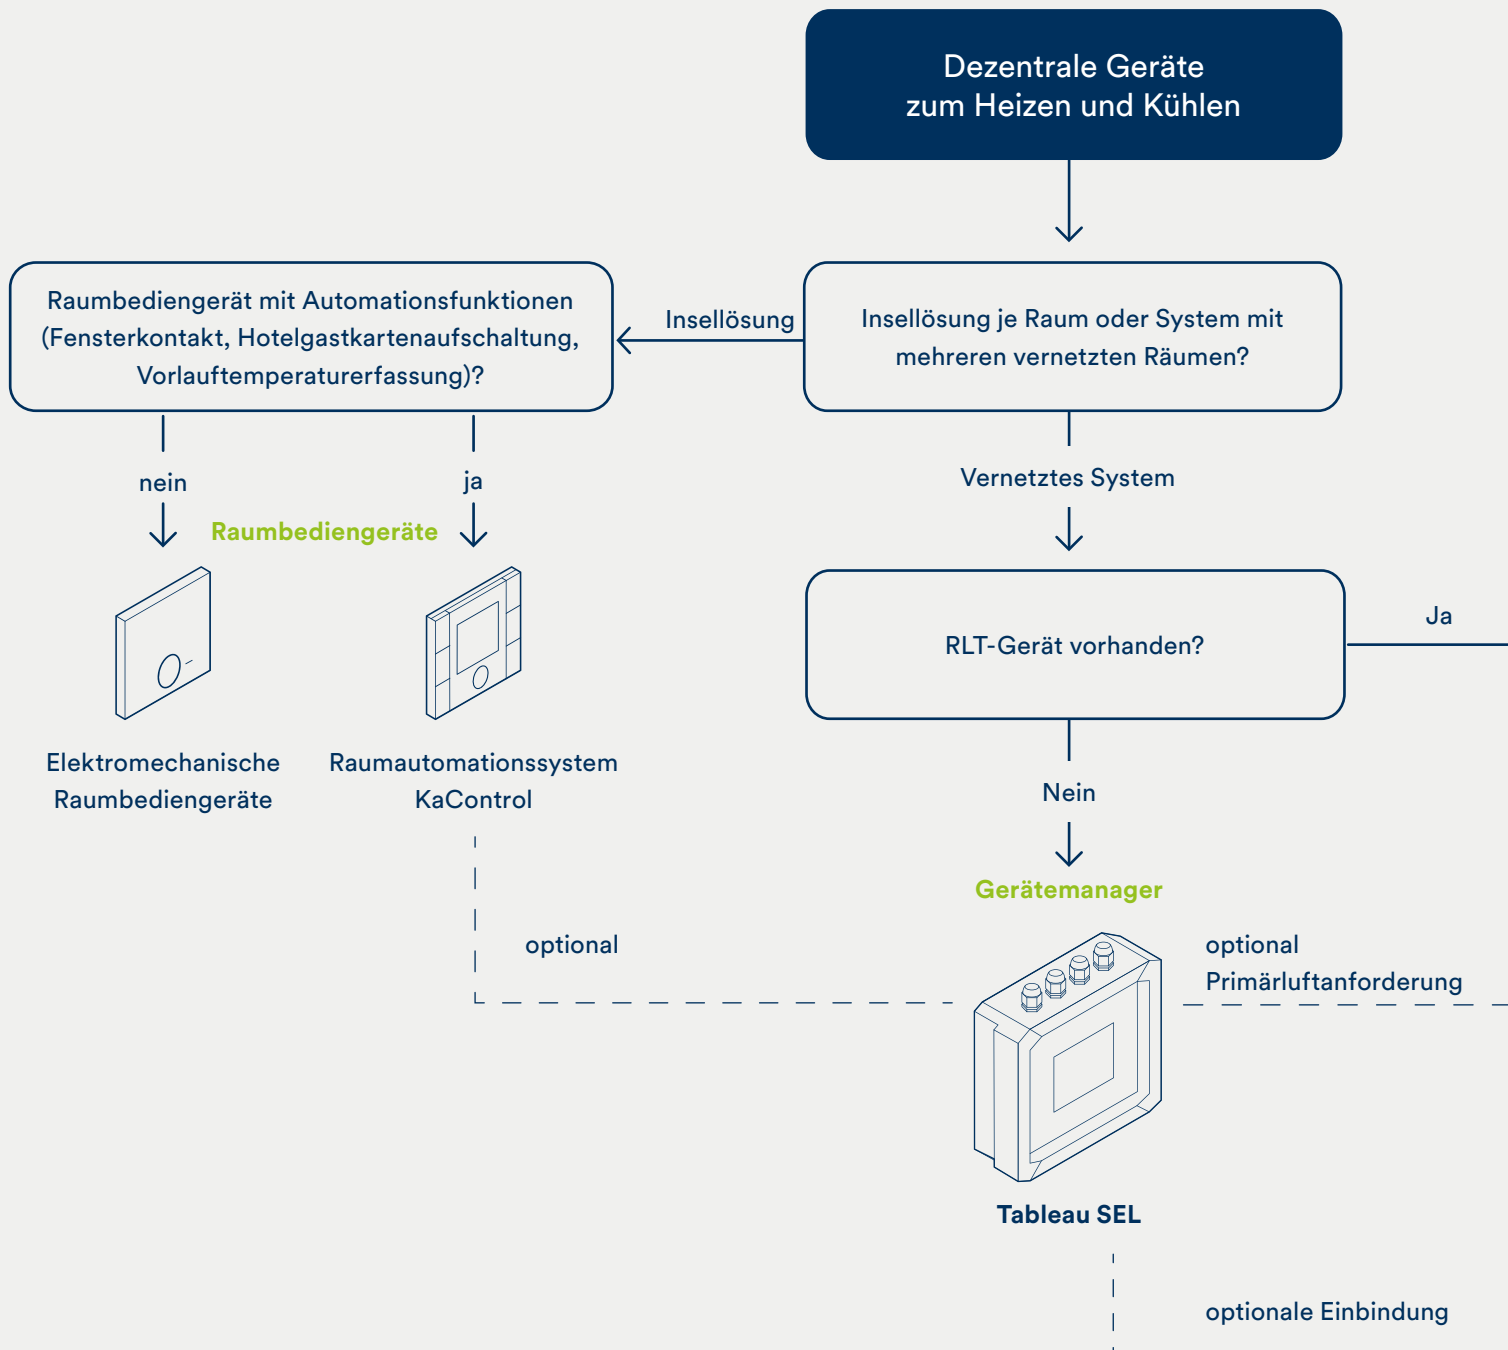 Dezentrale Geräte
zum Heizen und Kühlen
Raumbediengerät mit Automationsfunktionen
(Fensterkontakt, Hotelgastkartenaufschaltung,
Vorlauftemperaturerfassung)?
Insellösung
Insellösung je Raum oder System mit
mehreren vernetzten Räumen?
nein
ja
Vernetztes System
Raumbediengeräte
RLT-Gerät vorhanden?
Ja
Elektromechanische
Raumbediengeräte
Raumautomationssystem
KaControl
Nein
Gerätemanager
optional
optional
Primärluftanforderung
Tableau SEL
optionale Einbindung